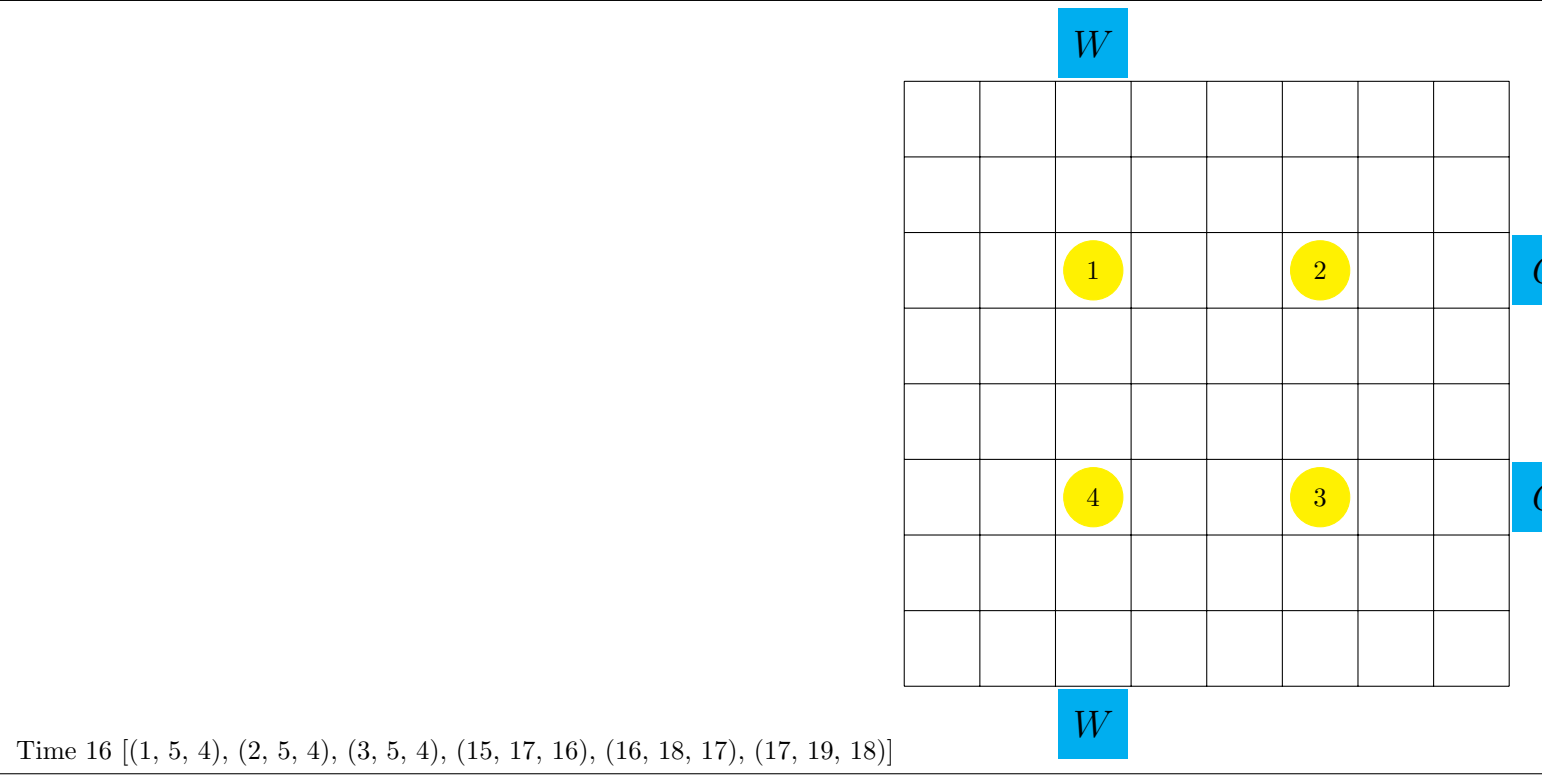 W
1 2
4 3
W
Time 16 [(1, 5, 4), (2, 5, 4), (3, 5, 4), (15, 17, 16), (16, 18, 17), (17, 19, 18)]